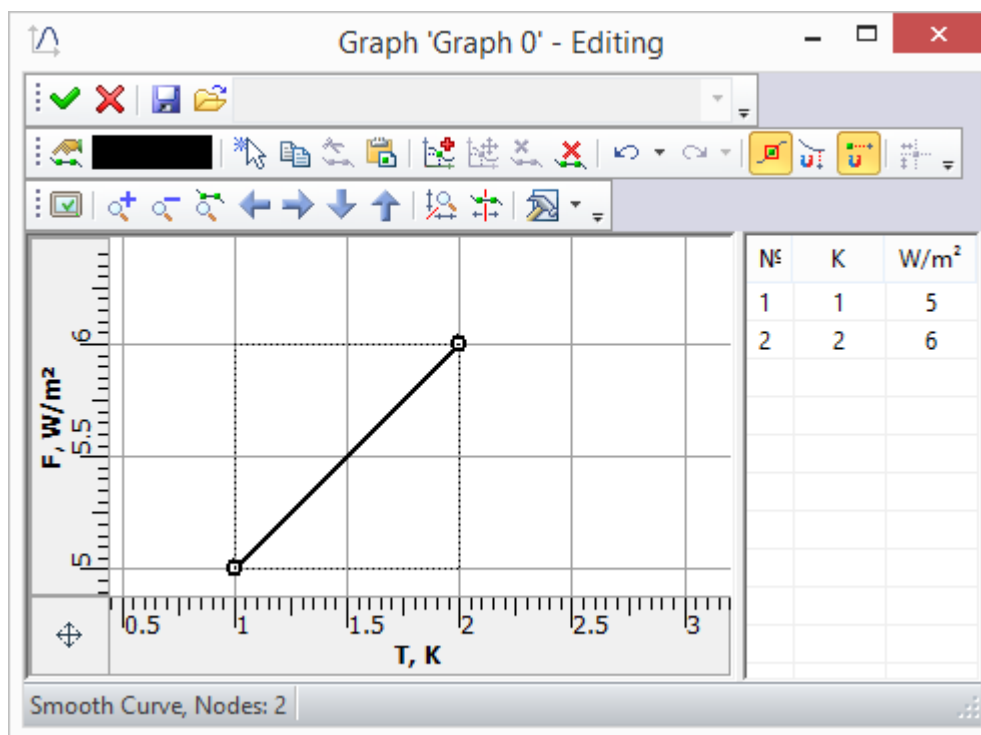 Graph 'Graph 0' - Editing
№ K W/m²
1 1 5
2 2 6
F, W/m²
6
5.5
5
0.5 1 1.5 2 2.5 3
T, K
Smooth Curve, Nodes: 2